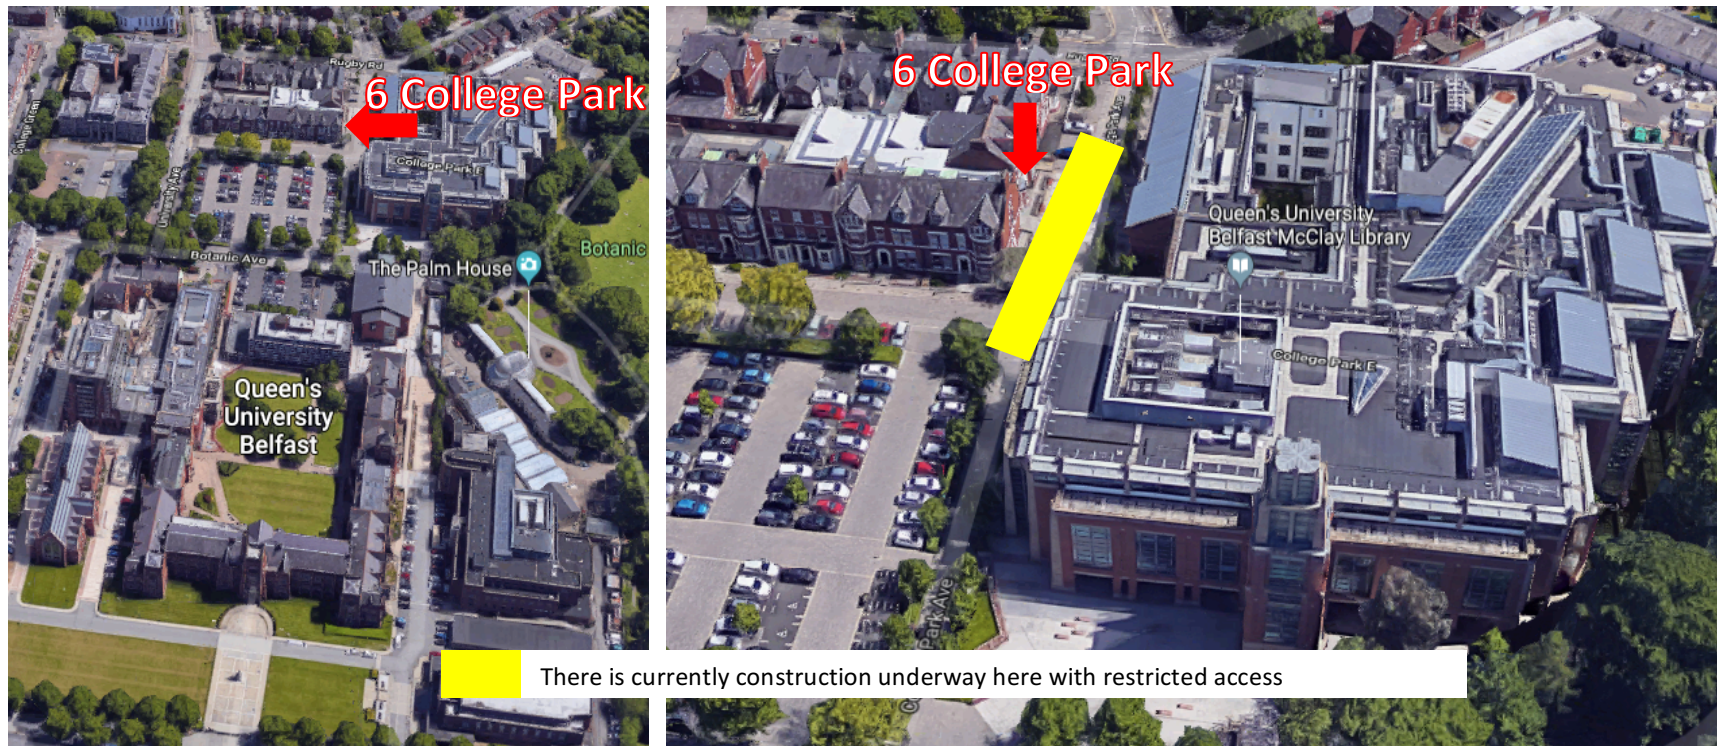 Rugby Rd
6 College Park
College Green
College Park E
University Ave
Botanic
Botanic Ave
The Palm House
Queen's
University
Belfast
6 College Park
Queen's University
Belfast McClay Library
College Park E
Park Ave
There is currently construction underway here with restricted access